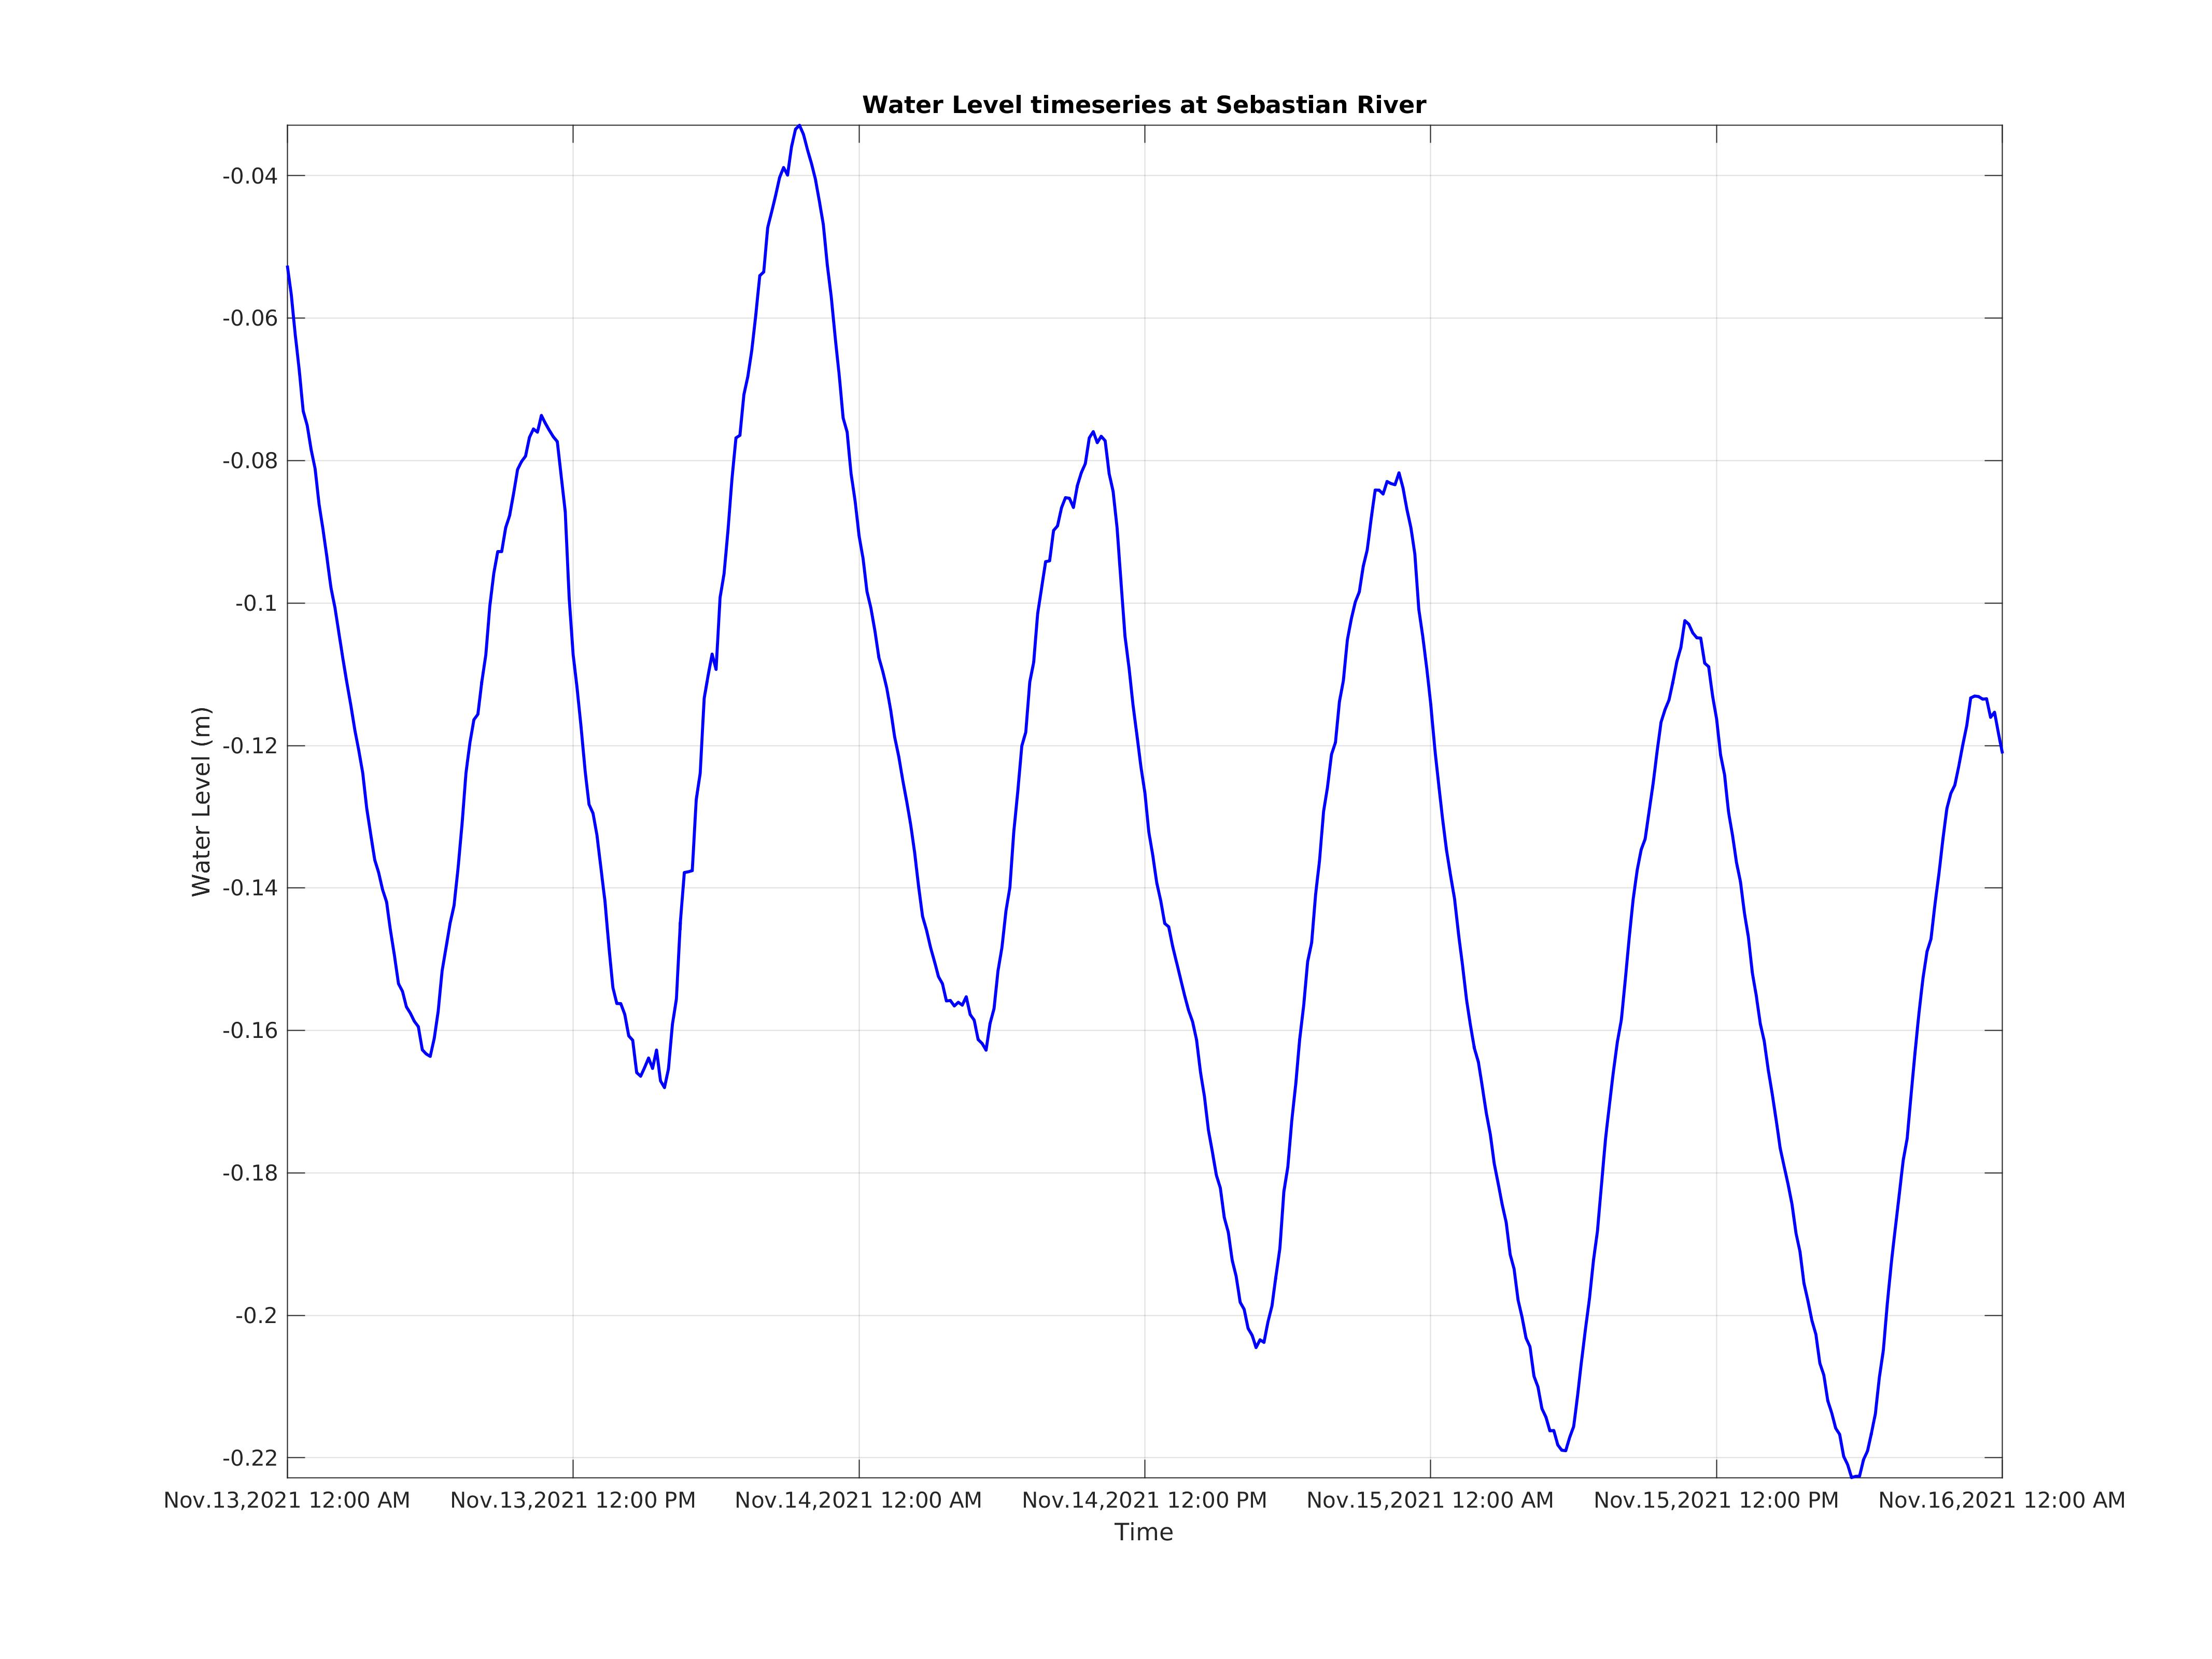 Water Level timeseries at Sebastian River
-0.04
-0.06
-0.08
-0.1
-0.12
-0.14
-0.16
-0.18
-0.2
-0.22
Water Level (m)
Nov.13,2021 12:00 AM Nov.13,2021 12:00 PM Nov.14,2021 12:00 AM Nov.14,2021 12:00 PM Nov.15,2021 12:00 AM Nov.15,2021 12:00 PM Nov.16,2021 12:00 AM
Time